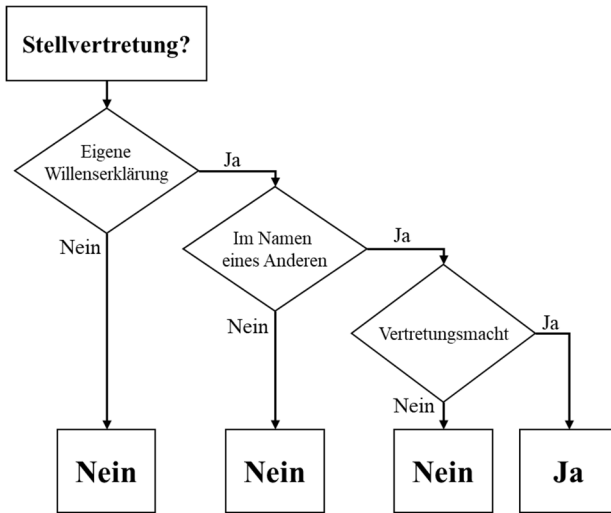 Stellvertretung?
Eigene
Willenserklärung
Ja
Nein
Im Namen
eines Anderen
Ja
Nein
Vertretungsmacht
Ja
Nein
Nein
Nein
Nein
Ja